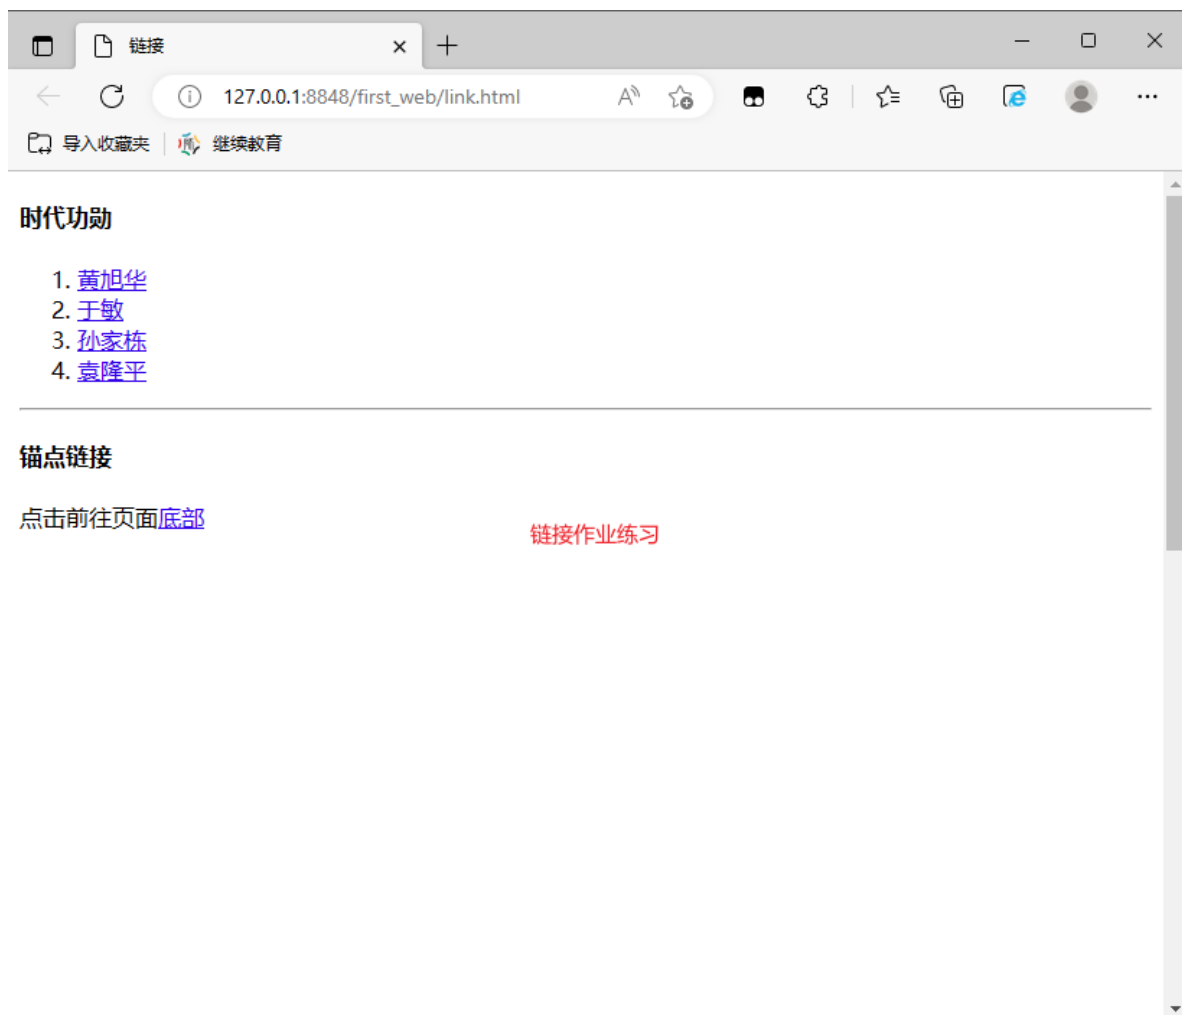 链接
127.0.0.1:8848/first_web/link.html
导入收藏夹 继续教育
时代功勋
1. 黄旭华
2. 于敏
3. 孙家栋
4. 袁隆平
锚点链接
点击前往页面底部
链接作业练习